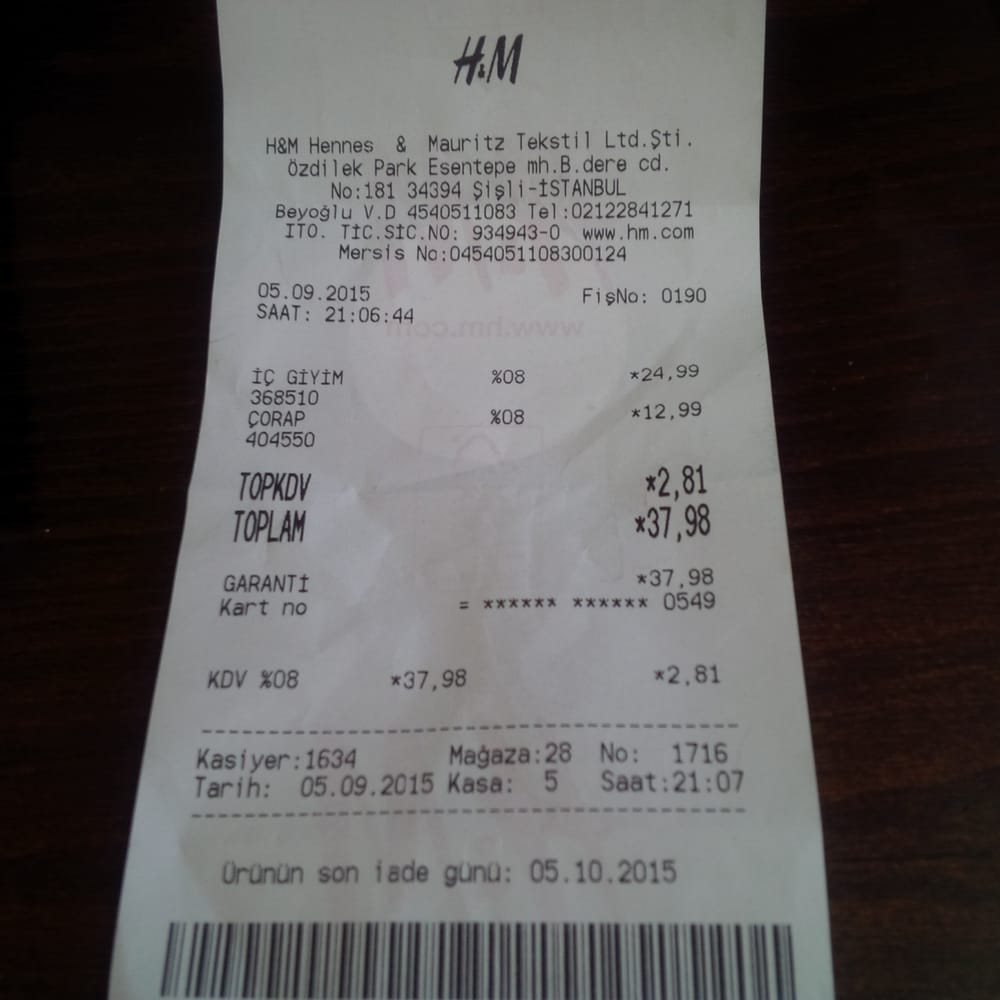 H&M
H&M Hennes & Mauritz Tekstil Ltd.Şti.
Özdilek Park Esentepe mh.B.dere cd.
No:181 34394 Şişli-İSTANBUL
Beyoğlu V.D 4540511083 Tel:02122841271
ITO. TİC.SİC.NO: 934943-0 www.hm.com
Mersis No:0454051108300124
05.09.2015 FişNo: 0190
SAAT: 21:06:44
İÇ GİYİM %08 *24,99
368510
ÇORAP %08 *12,99
404550
TOPKDV *2,81
TOPLAM *37,98
GARANTİ *37,98
Kart no = ****** ****** 0549
KDV %08 *37,98 *2,81
Kasiyer:1634 Mağaza:28 No: 1716
Tarih: 05.09.2015 Kasa: 5 Saat:21:07
Ürünün son iade günü: 05.10.2015